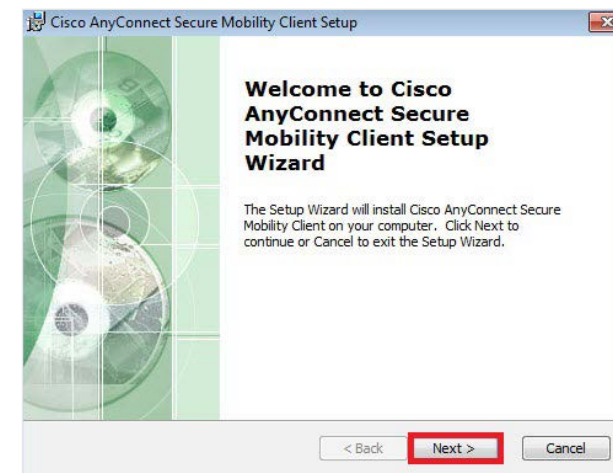 Cisco AnyConnect Secure Mobility Client Setup
Welcome to Cisco
AnyConnect Secure
Mobility Client Setup
Wizard
The Setup Wizard will install Cisco AnyConnect Secure
Mobility Client on your computer. Click Next to
continue or Cancel to exit the Setup Wizard.
< Back Next > Cancel